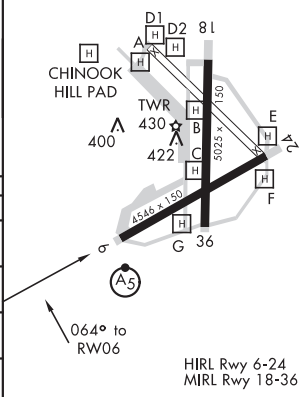 D1
D2
18
A
H
H
H
H
CHINOOK
HILL PAD
TWR
430
400
422
H
B
150
5025 x
C
H
E
H
24
H
F
4546 x 150
H
G
36
6
A5
064° to
RW06
HIRL Rwy 6-24
MIRL Rwy 18-36